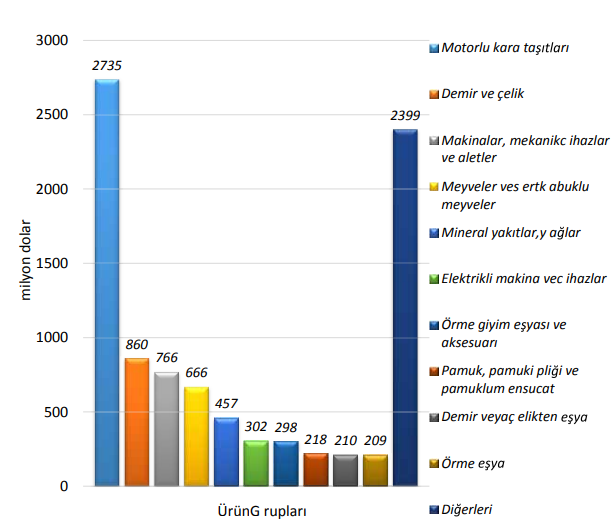 3000
2500
2000
1500
1000
500
0
milyon dolar
2735
860
766
666
457
302
298
218
210
209
2399
ÜrünG rupları
Motorlu kara taşıtları
Demir ve çelik
Makinalar, mekanikc ihazlar
ve aletler
Meyveler ves ertk abuklu
meyveler
Mineral yakıtlar,y ağlar
Elektrikli makina vec ihazlar
Örme giyim eşyası ve
aksesuarı
Pamuk, pamuki pliği ve
pamuklum ensucat
Demir veyaç elikten eşya
Örme eşya
Diğerleri